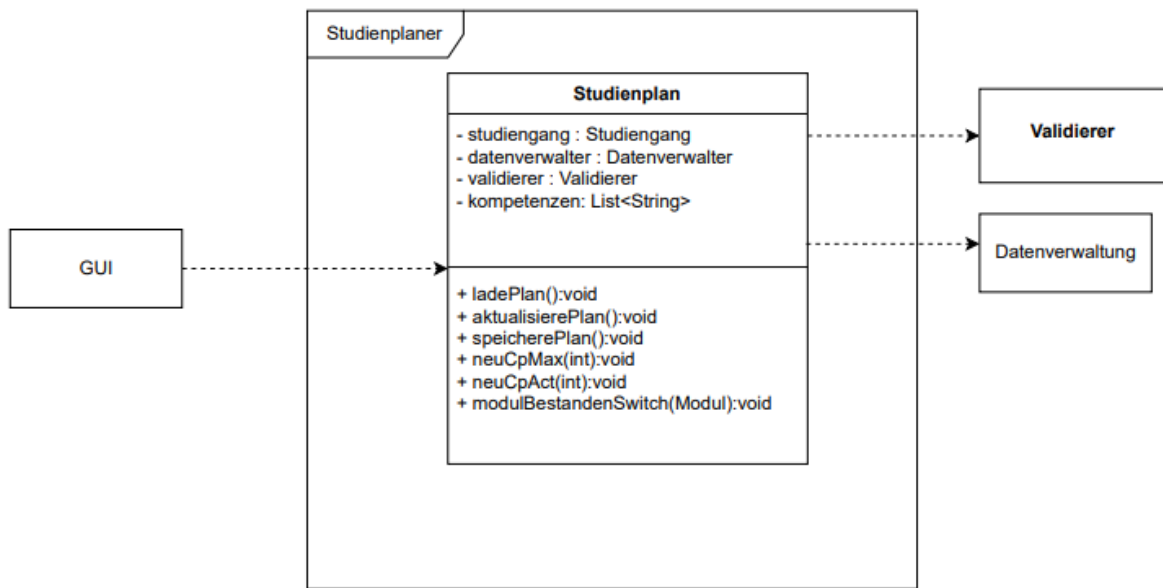 Studienplaner
Studienplan
- studiengang : Studiengang
- datenverwalter : Datenverwalter
- validierer : Validierer
- kompetenzen: List<String>
Validierer
Datenverwaltung
GUI
+ ladePlan():void
+ aktualisierePlan():void
+ speicherePlan():void
+ neuCpMax(int):void
+ neuCpAct(int):void
+ modulBestandenSwitch(Modul):void